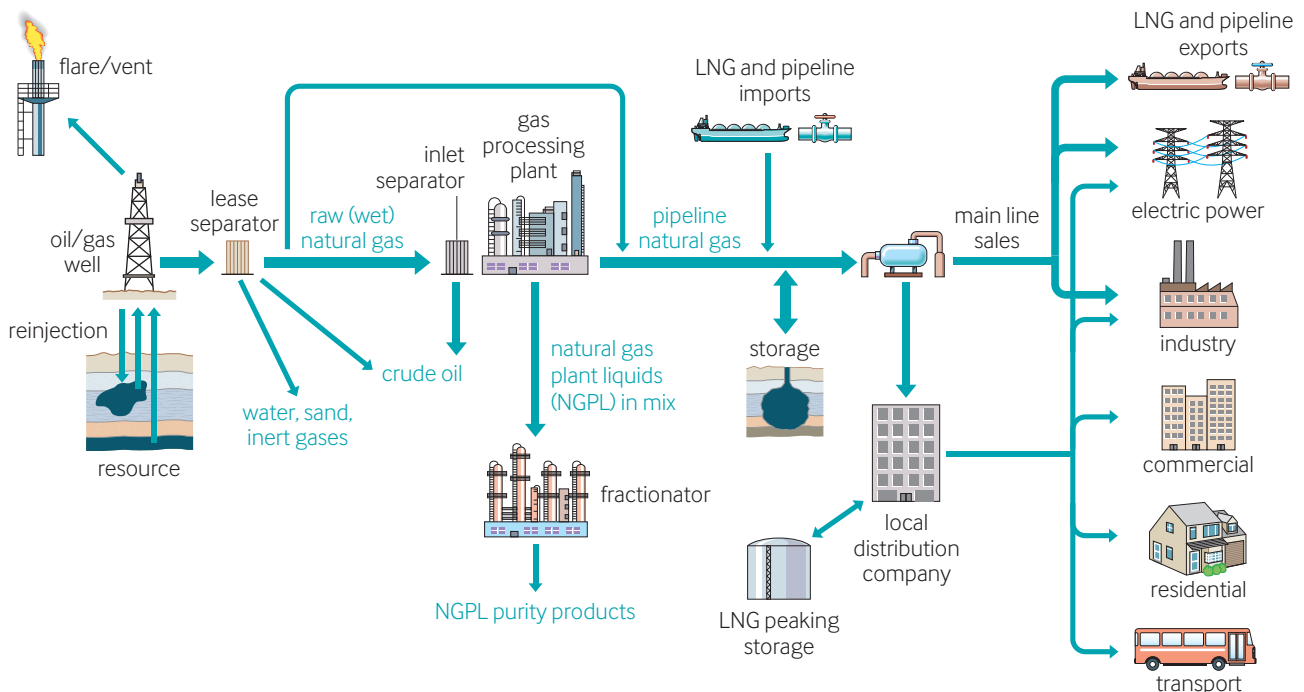 flare/vent
oil/gas
well
reinjection
resource
lease
separator
water, sand,
inert gases
raw (wet)
natural gas
crude oil
inlet
separator
gas
processing
plant
natural gas
plant liquids
(NGPL) in mix
fractionator
NGPL purity products
pipeline
natural gas
LNG and pipeline
imports
storage
LNG peaking
storage
local
distribution
company
main line
sales
LNG and pipeline
exports
electric power
industry
commercial
residential
transport